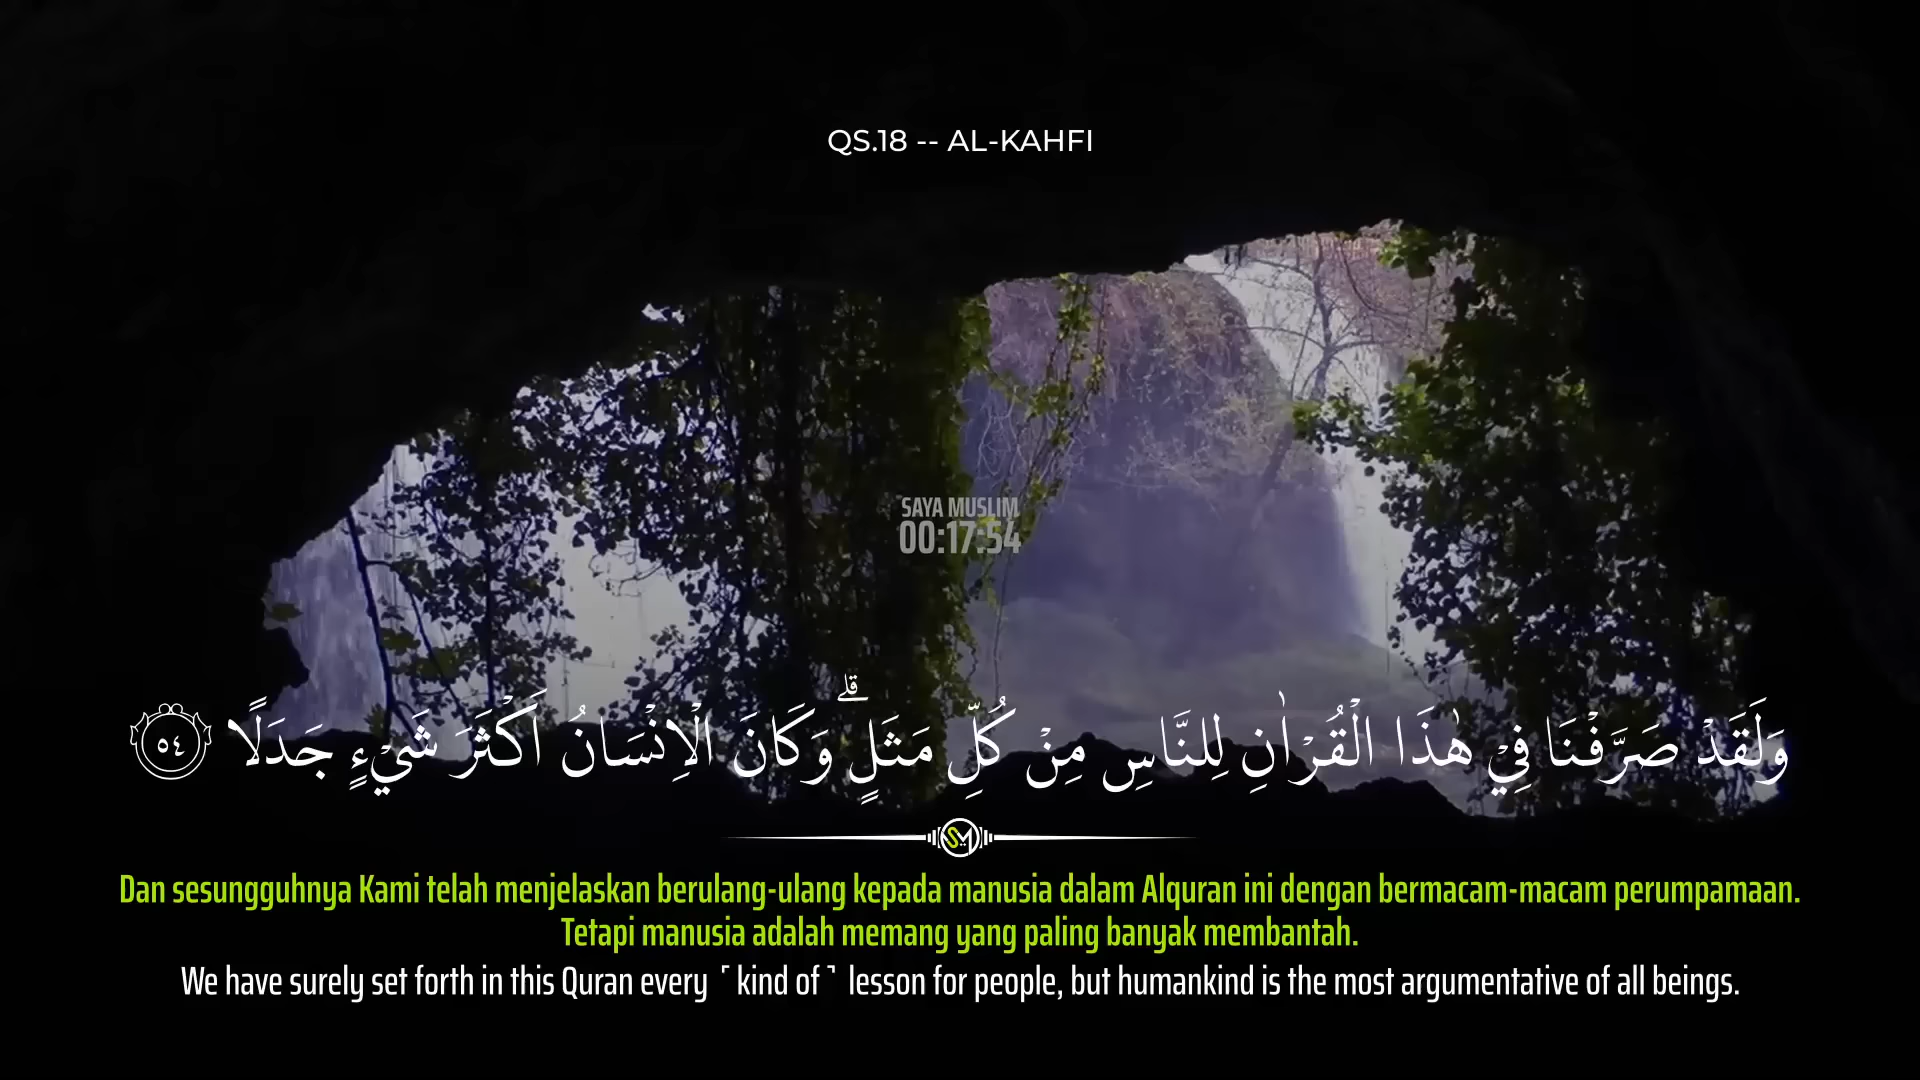 QS.18 -- AL-KAHFI
SAYA MUSLIM
00:17:54
وَلَقَدْ صَرَّفْنَا فِيْ هٰذَا الْقُرْاٰنِ لِلنَّاسِ مِنْ كُلِّ مَثَلٍۗ وَكَانَ الْاِنْسَانُ اَكْثَرَ شَيْءٍ جَدَلًا ٥٤
SM
Dan sesungguhnya Kami telah menjelaskan berulang-ulang kepada manusia dalam Alquran ini dengan bermacam-macam perumpamaan.
Tetapi manusia adalah memang yang paling banyak membantah.
We have surely set forth in this Quran every ˹kind of˺ lesson for people, but humankind is the most argumentative of all beings.